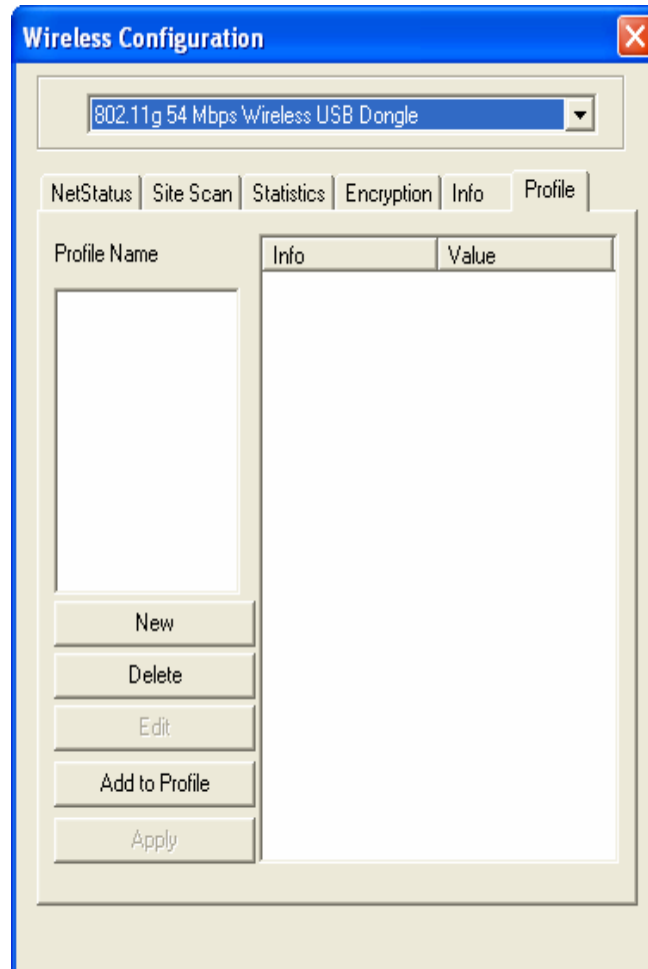 Wireless Configuration
802.11g 54 Mbps Wireless USB Dongle
NetStatus Site Scan Statistics Encryption Info Profile
Profile Name
Info Value
New
Delete
Edit
Add to Profile
Apply